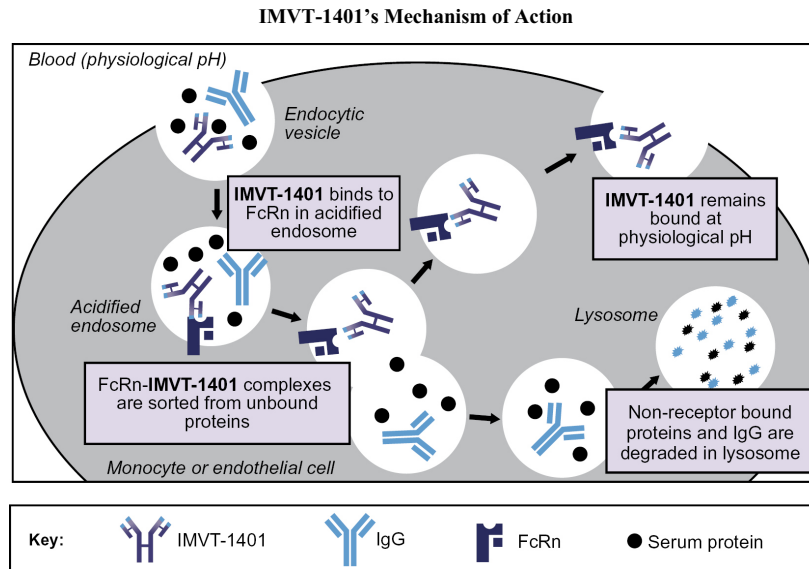 IMVT-1401's Mechanism of Action
Blood (physiological pH)
Endocytic
vesicle
IMVT-1401 binds to
FcRn in acidified
endosome
IMVT-1401 remains
bound at
physiological pH
Acidified
endosome
Lysosome
FcRn-IMVT-1401 complexes
are sorted from unbound
proteins
Non-receptor bound
proteins and IgG are
degraded in lysosome
Monocyte or endothelial cell
Key:
IMVT-1401
IgG
FcRn
Serum protein